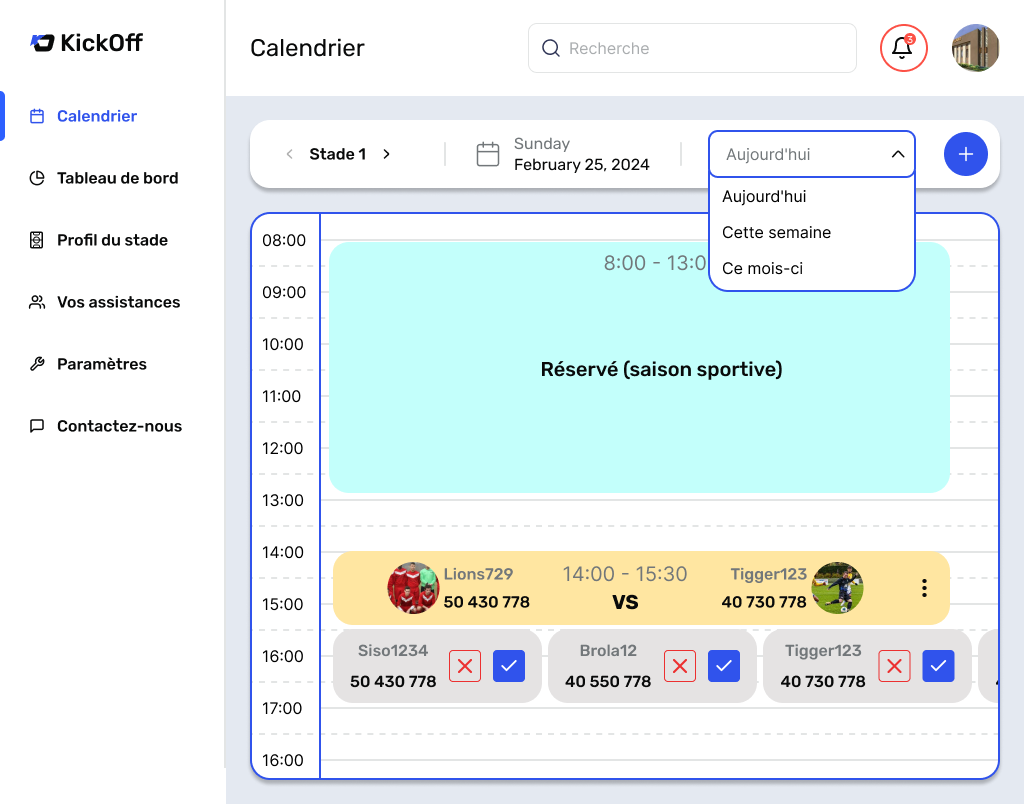 KickOff
Calendrier
Recherche
3
Calendrier
Tableau de bord
Profil du stade
Vos assistances
Paramètres
Contactez-nous
Stade 1
Sunday
February 25, 2024
Aujourd'hui
Aujourd'hui
Cette semaine
Ce mois-ci
08:00
09:00
10:00
11:00
12:00
13:00
14:00
15:00
16:00
17:00
16:00
8:00 - 13:0
Réservé (saison sportive)
Lions729
50 430 778
14:00 - 15:30
VS
Tigger123
40 730 778
Siso1234
50 430 778
Brola12
40 550 778
Tigger123
40 730 778